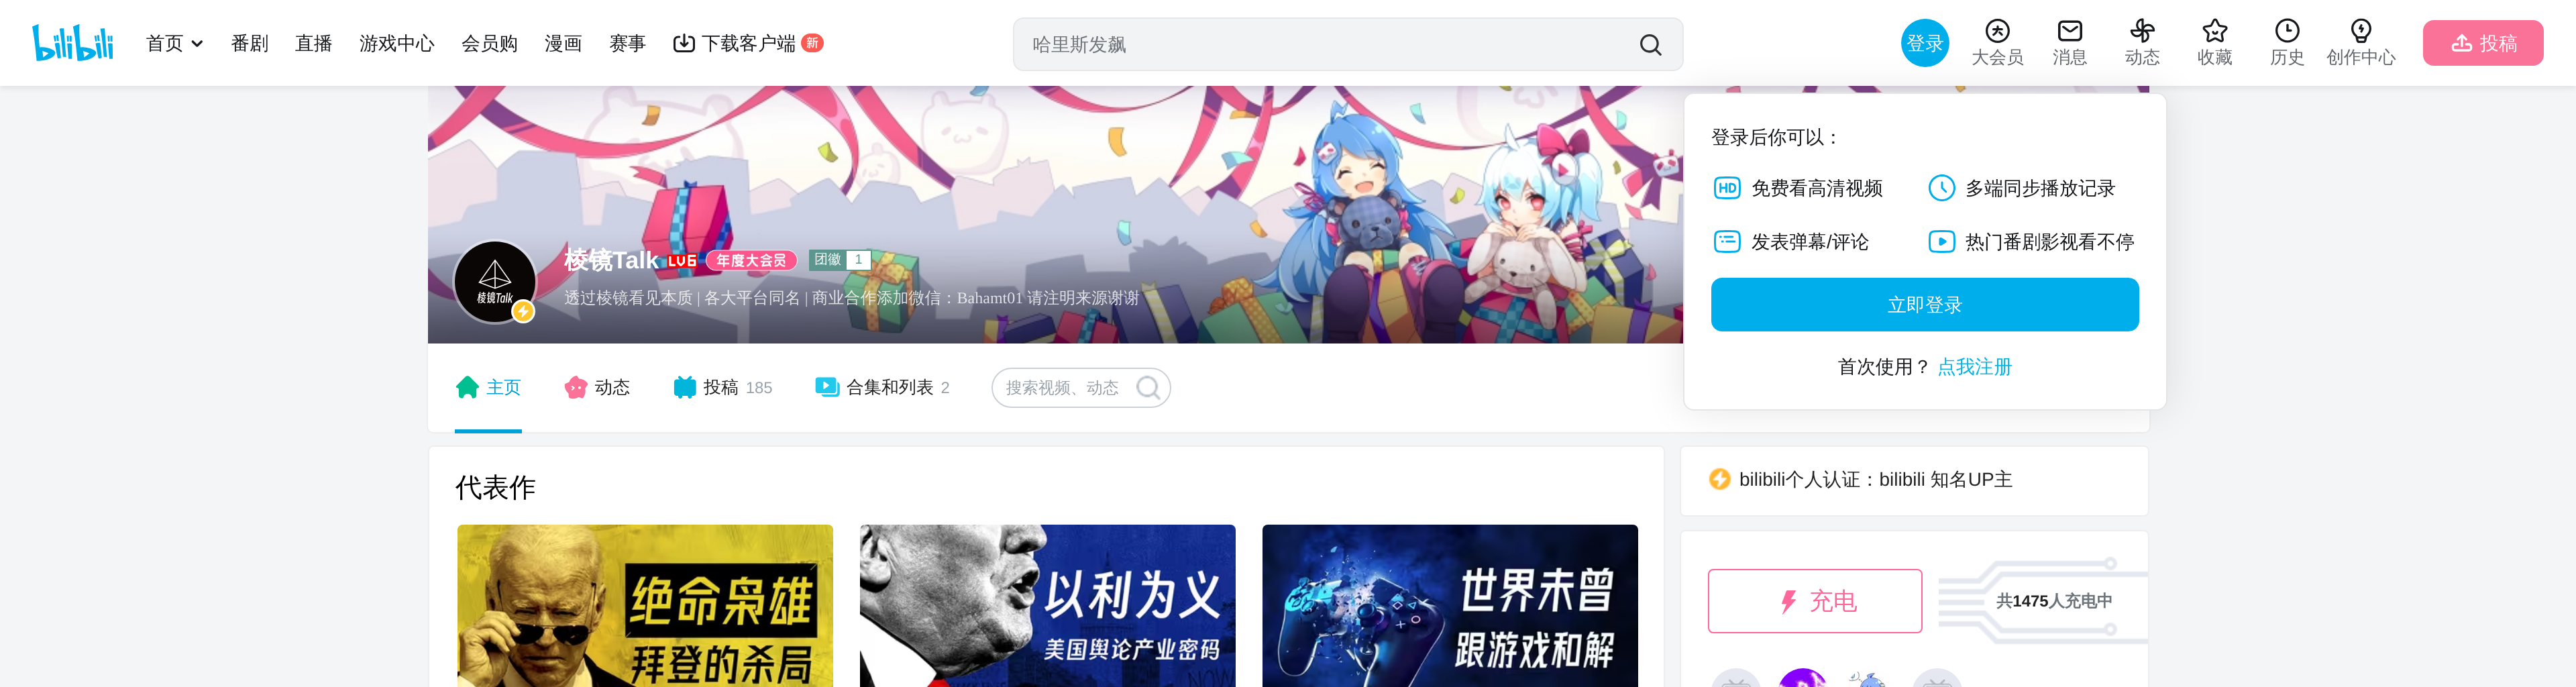 bilibili 首页 番剧 直播 游戏中心 会员购 漫画 赛事 下载客户端 新 哈里斯发飙 登录 大会员 消息 动态 收藏 历史 创作中心 投稿
登录后你可以：
HD 免费看高清视频 多端同步播放记录
发表弹幕/评论 热门番剧影视看不停
立即登录
首次使用？ 点我注册
棱镜Talk
棱镜Talk LV6 年度大会员 团徽 1
透过棱镜看见本质 | 各大平台同名 | 商业合作添加微信：Bahamt01 请注明来源谢谢
主页 动态 投稿 185 合集和列表 2 搜索视频、动态
代表作
绝命枭雄
拜登的杀局
以利为义
美国舆论产业密码
NOW
世界未曾
跟游戏和解
bilibili个人认证：bilibili 知名UP主
充电 共1475人充电中